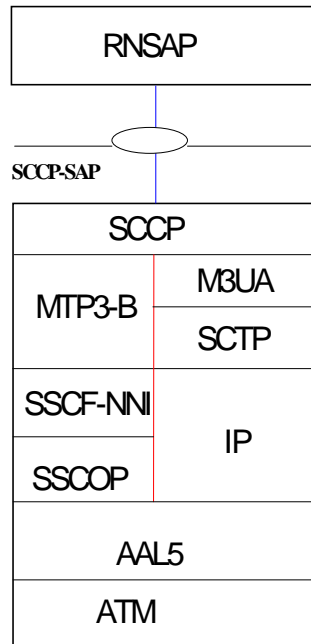 RNSAP
SCCP-SAP
SCCP
MTP3-B
M3UA
SCTP
SSCF-NNI
IP
SSCOP
AAL5
ATM